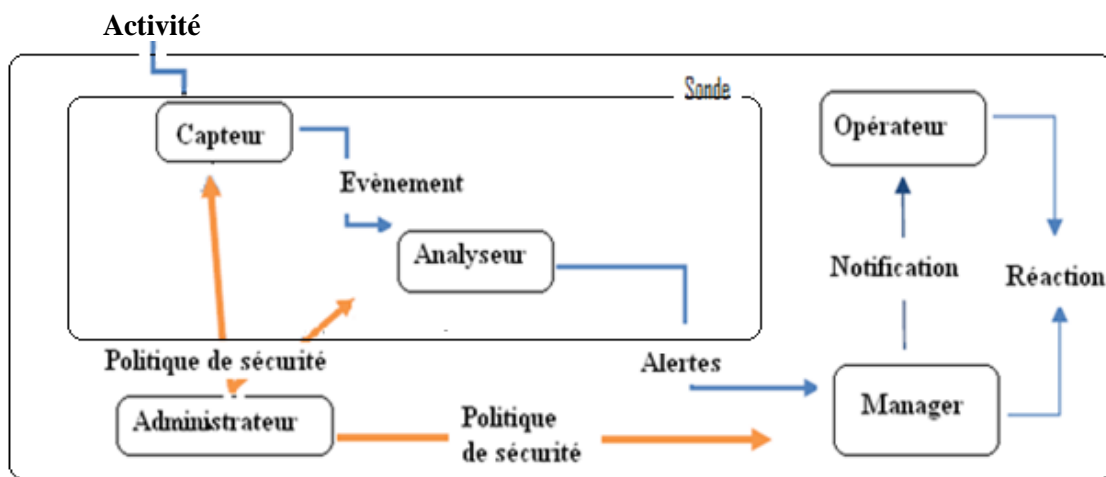 Activité
Sonde
Capteur
Opérateur
Evènement
Analyseur
Notification
Réaction
Politique de sécurité
Alertes
Administrateur
Politique
de sécurité
Manager